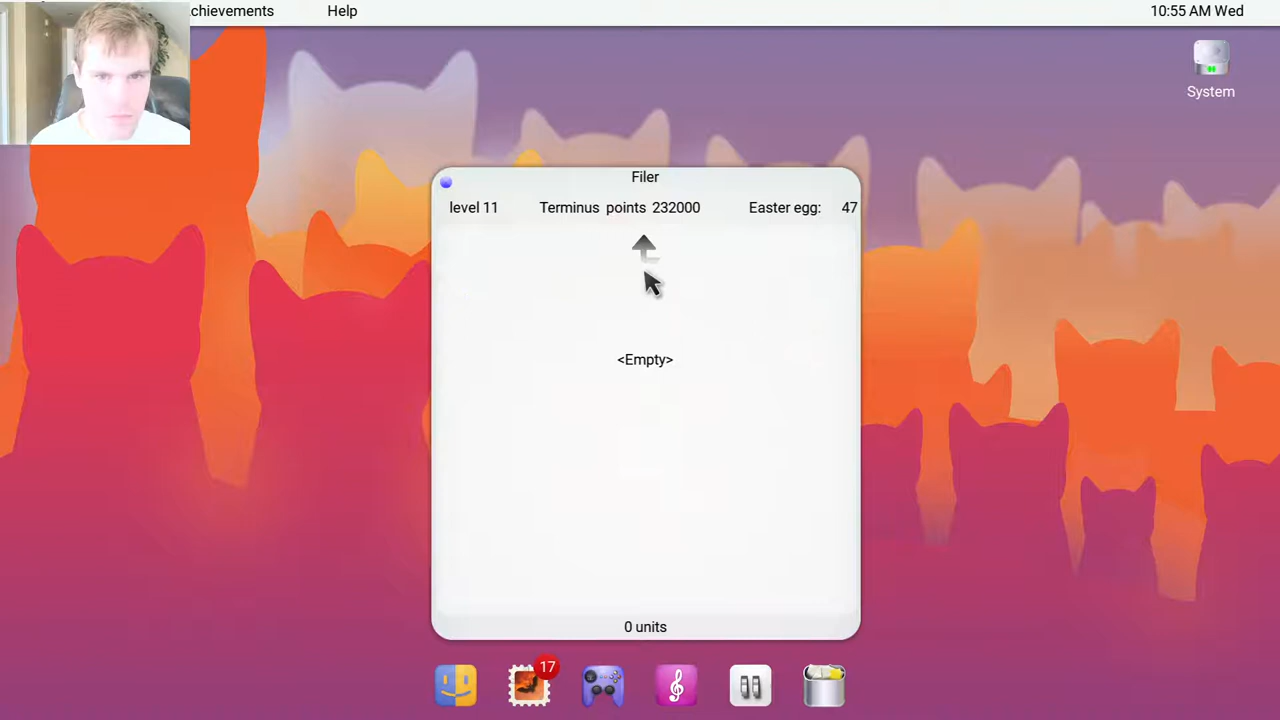 chievements Help 10:55 AM Wed
System
Filer
level 11 Terminus points 232000 Easter egg: 47
<Empty>
0 units
17